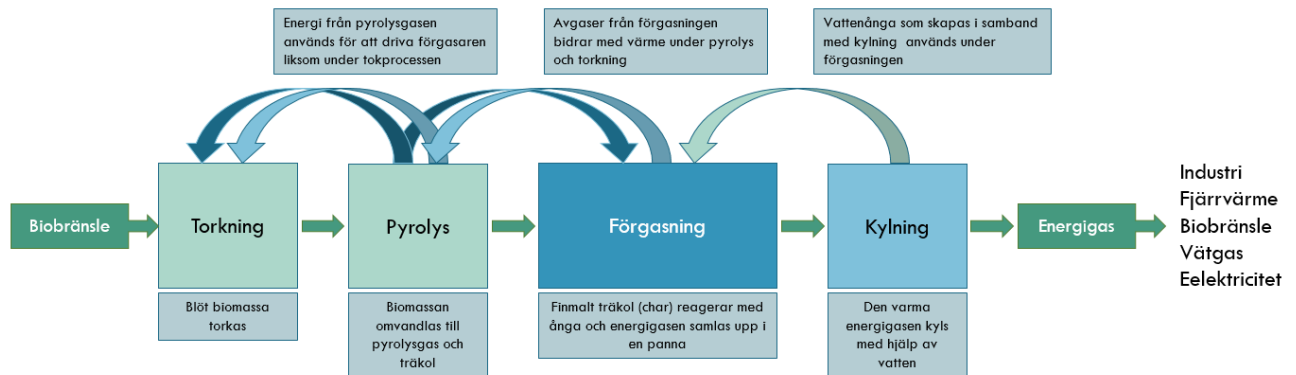 Energi från pyrolysgasen
används för att driva förgasaren
liksom under tokprocessen
Avgaser från förgasningen
bidrar med värme under pyrolys
och torkning
Vattenånga som skapas i samband
med kylning används under
förgasningen
Biobränsle
Torkning
Pyrolys
Förgasning
Kylning
Energigas
Industri
Fjärrvärme
Biobränsle
Vätgas
Eelektricitet
Blöt biomassa
torkas
Biomassan
omvandlas till
pyrolysgas och
träkol
Finmalt träkol (char) reagerar med
ånga och energigasen samlas upp i
en panna
Den varma
energigasen kyls
med hjälp av
vatten